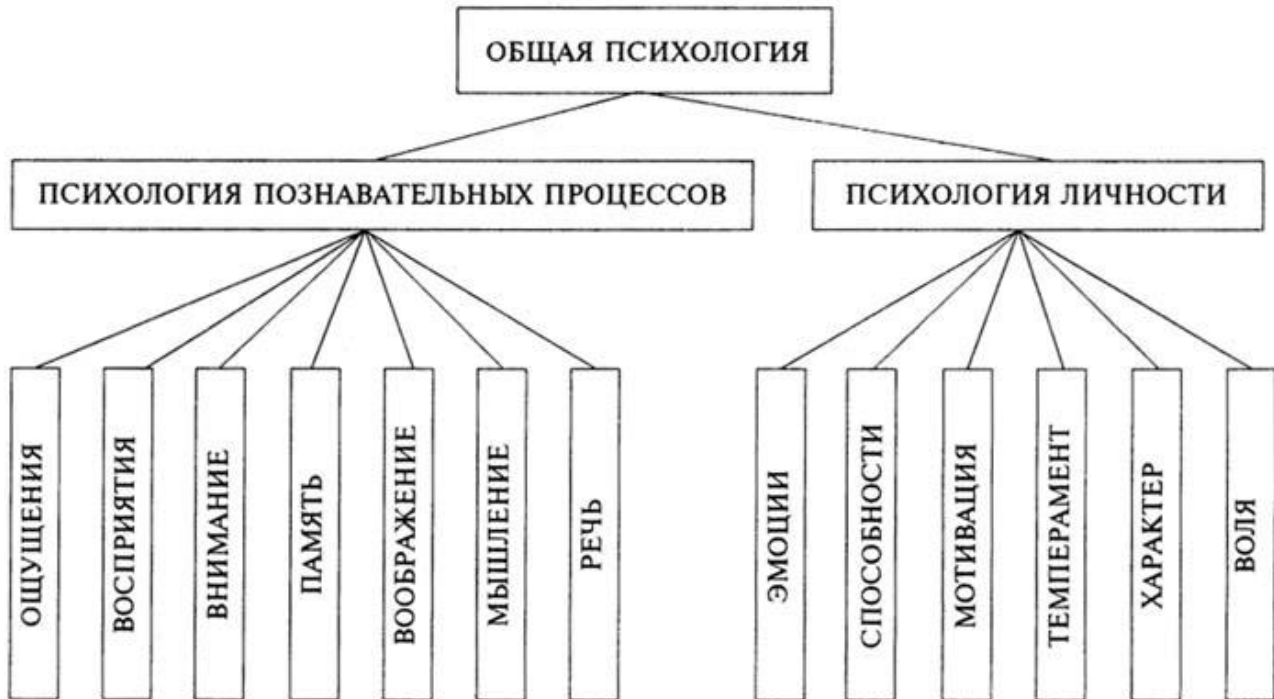 ОБЩАЯ ПСИХОЛОГИЯ
ПСИХОЛОГИЯ ПОЗНАВАТЕЛЬНЫХ ПРОЦЕССОВ
ПСИХОЛОГИЯ ЛИЧНОСТИ
ОЩУЩЕНИЯ
ВОСПРИЯТИЯ
ВНИМАНИЕ
ПАМЯТЬ
ВООБРАЖЕНИЕ
МЫШЛЕНИЕ
РЕЧЬ
ЭМОЦИИ
СПОСОБНОСТИ
МОТИВАЦИЯ
ТЕМПЕРАМЕНТ
ХАРАКТЕР
ВОЛЯ